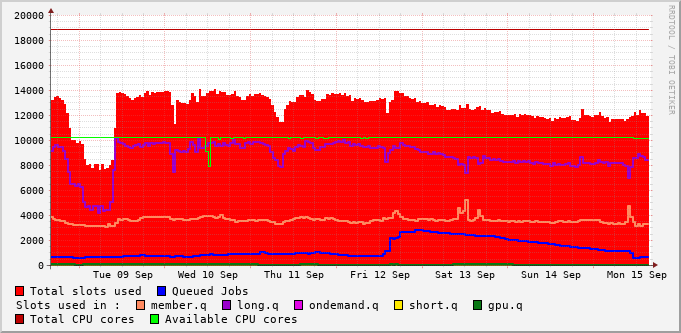 20000
18000
16000
14000
12000
10000
8000
6000
4000
2000
0
Tue 09 Sep Wed 10 Sep Thu 11 Sep Fri 12 Sep Sat 13 Sep Sun 14 Sep Mon 15 Sep
Total slots used Queued Jobs
Slots used in : member.q long.q ondemand.q short.q gpu.q
Total CPU cores Available CPU cores
RRDTOOL / TOBI OETIKER